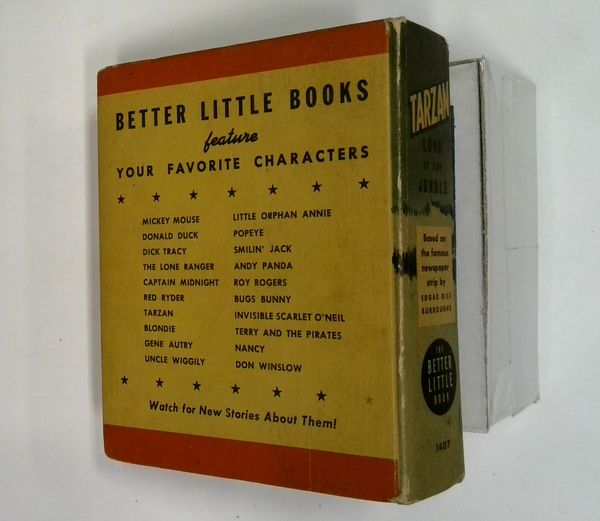 BETTER LITTLE BOOKS
feature
YOUR FAVORITE CHARACTERS
MICKEY MOUSE
DONALD DUCK
DICK TRACY
THE LONE RANGER
CAPTAIN MIDNIGHT
RED RYDER
TARZAN
BLONDIE
GENE AUTRY
UNCLE WIGGILY
LITTLE ORPHAN ANNIE
POPEYE
SMILIN' JACK
ANDY PANDA
ROY ROGERS
BUGS BUNNY
INVISIBLE SCARLET O'NEIL
TERRY AND THE PIRATES
NANCY
DON WINSLOW
Watch for New Stories About Them!
TARZAN
LORD
OF THE
JUNGLE
Based on
the famous
newspaper
strip by
EDGAR RICE
BURROUGHS
THE
BETTER
LITTLE
BOOK
1407